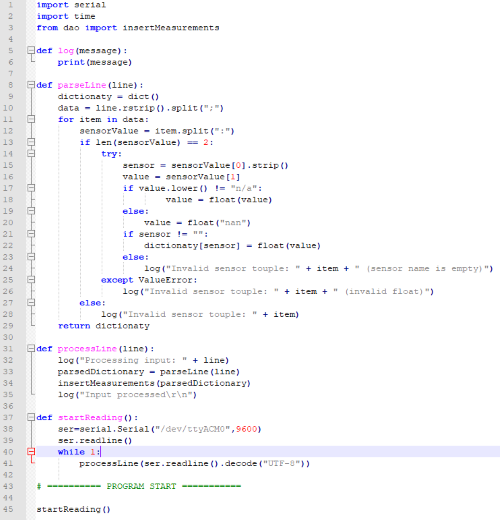 1 import serial
2 import time
3 from dao import insertMeasurements
4
5 def log(message):
6     print(message)
7
8 def parseLine(line):
9     dictionaty = dict()
10     data = line.rstrip().split(";")
11     for item in data:
12         sensorValue = item.split(":")
13         if len(sensorValue) == 2:
14             try:
15                 sensor = sensorValue[0].strip()
16                 value = sensorValue[1]
17                 if value.lower() != "n/a":
18                         value = float(value)
19                 else:
20                     value = float("nan")
21                 if sensor != "":
22                     dictionaty[sensor] = float(value)
23                 else:
24                     log("Invalid sensor touple: " + item + " (sensor name is empty)")
25             except ValueError:
26                 log("Invalid sensor touple: " + item + " (invalid float)")
27         else:
28             log("Invalid sensor touple: " + item)
29     return dictionaty
30
31 def processLine(line):
32     log("Processing input: " + line)
33     parsedDictionary = parseLine(line)
34     insertMeasurements(parsedDictionary)
35     log("Input processed\r\n")
36
37 def startReading():
38     ser=serial.Serial("/dev/ttyACM0",9600)
39     ser.readline()
40     while 1:
41         processLine(ser.readline().decode("UTF-8"))
42
43 # ========== PROGRAM START ===========
44
45 startReading()